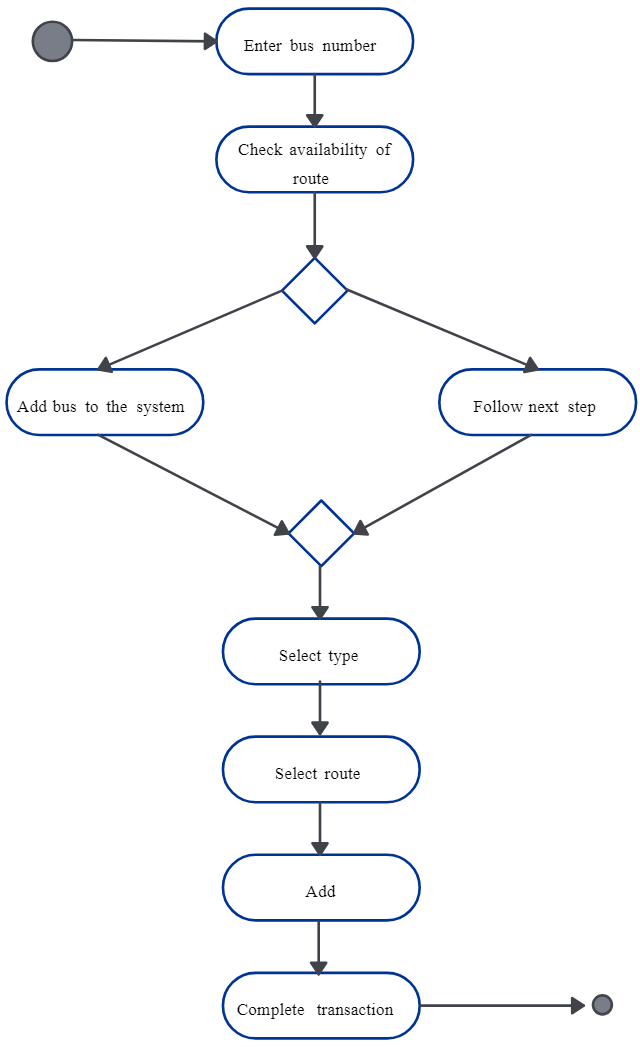 Enter bus number
Check availability of
route
Add bus to the system
Follow next step
Select type
Select route
Add
Complete transaction